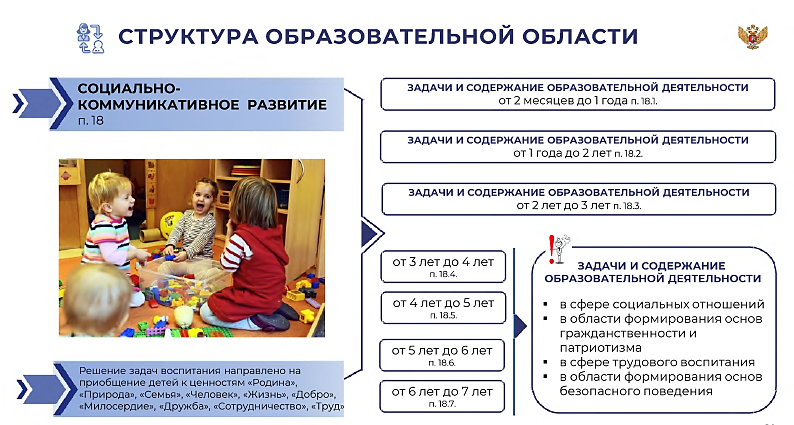 СТРУКТУРА ОБРАЗОВАТЕЛЬНОЙ ОБЛАСТИ
СОЦИАЛЬНО-
КОММУНИКАТИВНОЕ РАЗВИТИЕ
п. 18
ЗАДАЧИ И СОДЕРЖАНИЕ ОБРАЗОВАТЕЛЬНОЙ ДЕЯТЕЛЬНОСТИ
от 2 месяцев до 1 года п. 18.1.
ЗАДАЧИ И СОДЕРЖАНИЕ ОБРАЗОВАТЕЛЬНОЙ ДЕЯТЕЛЬНОСТИ
от 1 года до 2 лет п. 18.2.
ЗАДАЧИ И СОДЕРЖАНИЕ ОБРАЗОВАТЕЛЬНОЙ ДЕЯТЕЛЬНОСТИ
от 2 лет до 3 лет п. 18.3.
от 3 лет до 4 лет
п. 18.4.
от 4 лет до 5 лет
п. 18.5.
от 5 лет до 6 лет
п. 18.6.
от 6 лет до 7 лет
п. 18.7.
ЗАДАЧИ И СОДЕРЖАНИЕ
ОБРАЗОВАТЕЛЬНОЙ ДЕЯТЕЛЬНОСТИ
▪ в сфере социальных отношений
▪ в области формирования основ
гражданственности и
патриотизма
▪ в сфере трудового воспитания
▪ в области формирования основ
безопасного поведения
Решение задач воспитания направлено на
приобщение детей к ценностям «Родина»,
«Природа», «Семья», «Человек», «Жизнь», «Добро»,
«Милосердие», «Дружба», «Сотрудничество», «Труд»